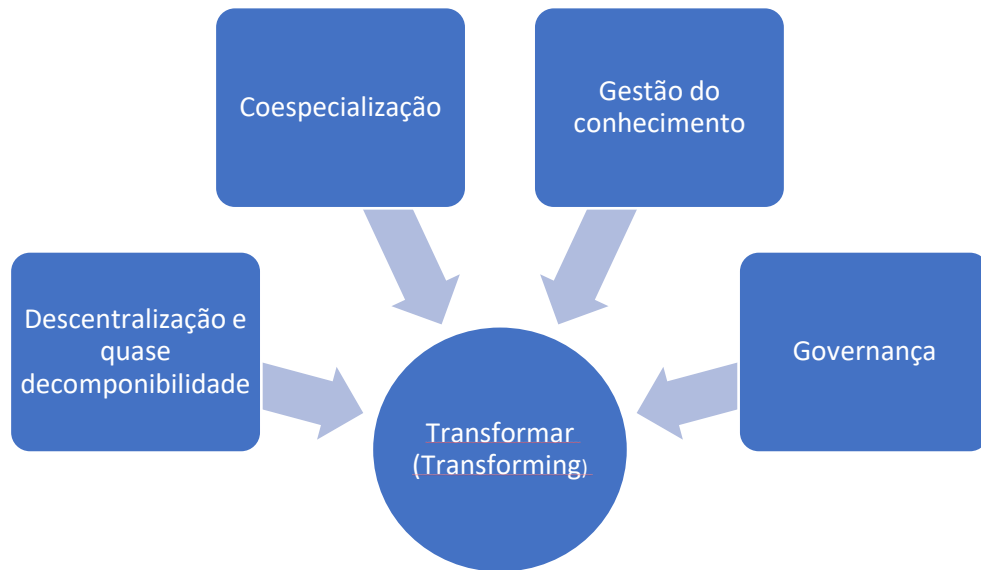 Coespecialização
Gestão do
conhecimento
Descentralização e
quase
decomponibilidade
Governança
Transformar
(Transforming)